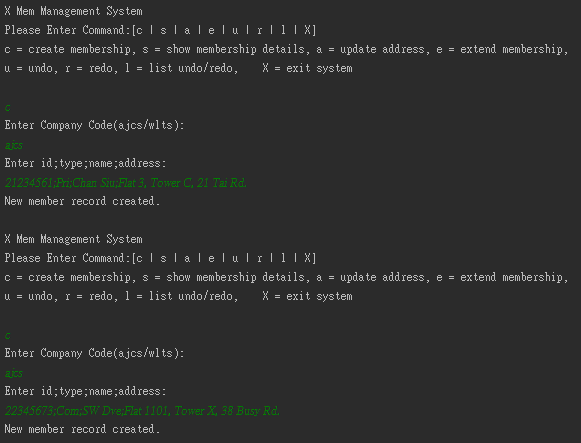 X Mem Management System
Please Enter Command:[c | s | a | e | u | r | l | X]
c = create membership, s = show membership details, a = update address, e = extend membership,
u = undo, r = redo, l = list undo/redo,    X = exit system
c
Enter Company Code(ajcs/wlts):
ajcs
Enter id;type;name;address:
21234561;Pri;Chan Siu;Flat 3, Tower C, 21 Tai Rd.
New member record created.
X Mem Management System
Please Enter Command:[c | s | a | e | u | r | l | X]
c = create membership, s = show membership details, a = update address, e = extend membership,
u = undo, r = redo, l = list undo/redo,    X = exit system
c
Enter Company Code(ajcs/wlts):
ajcs
Enter id;type;name;address:
22345673;Com;SW Dve;Flat 1101, Tower X, 38 Busy Rd.
New member record created.